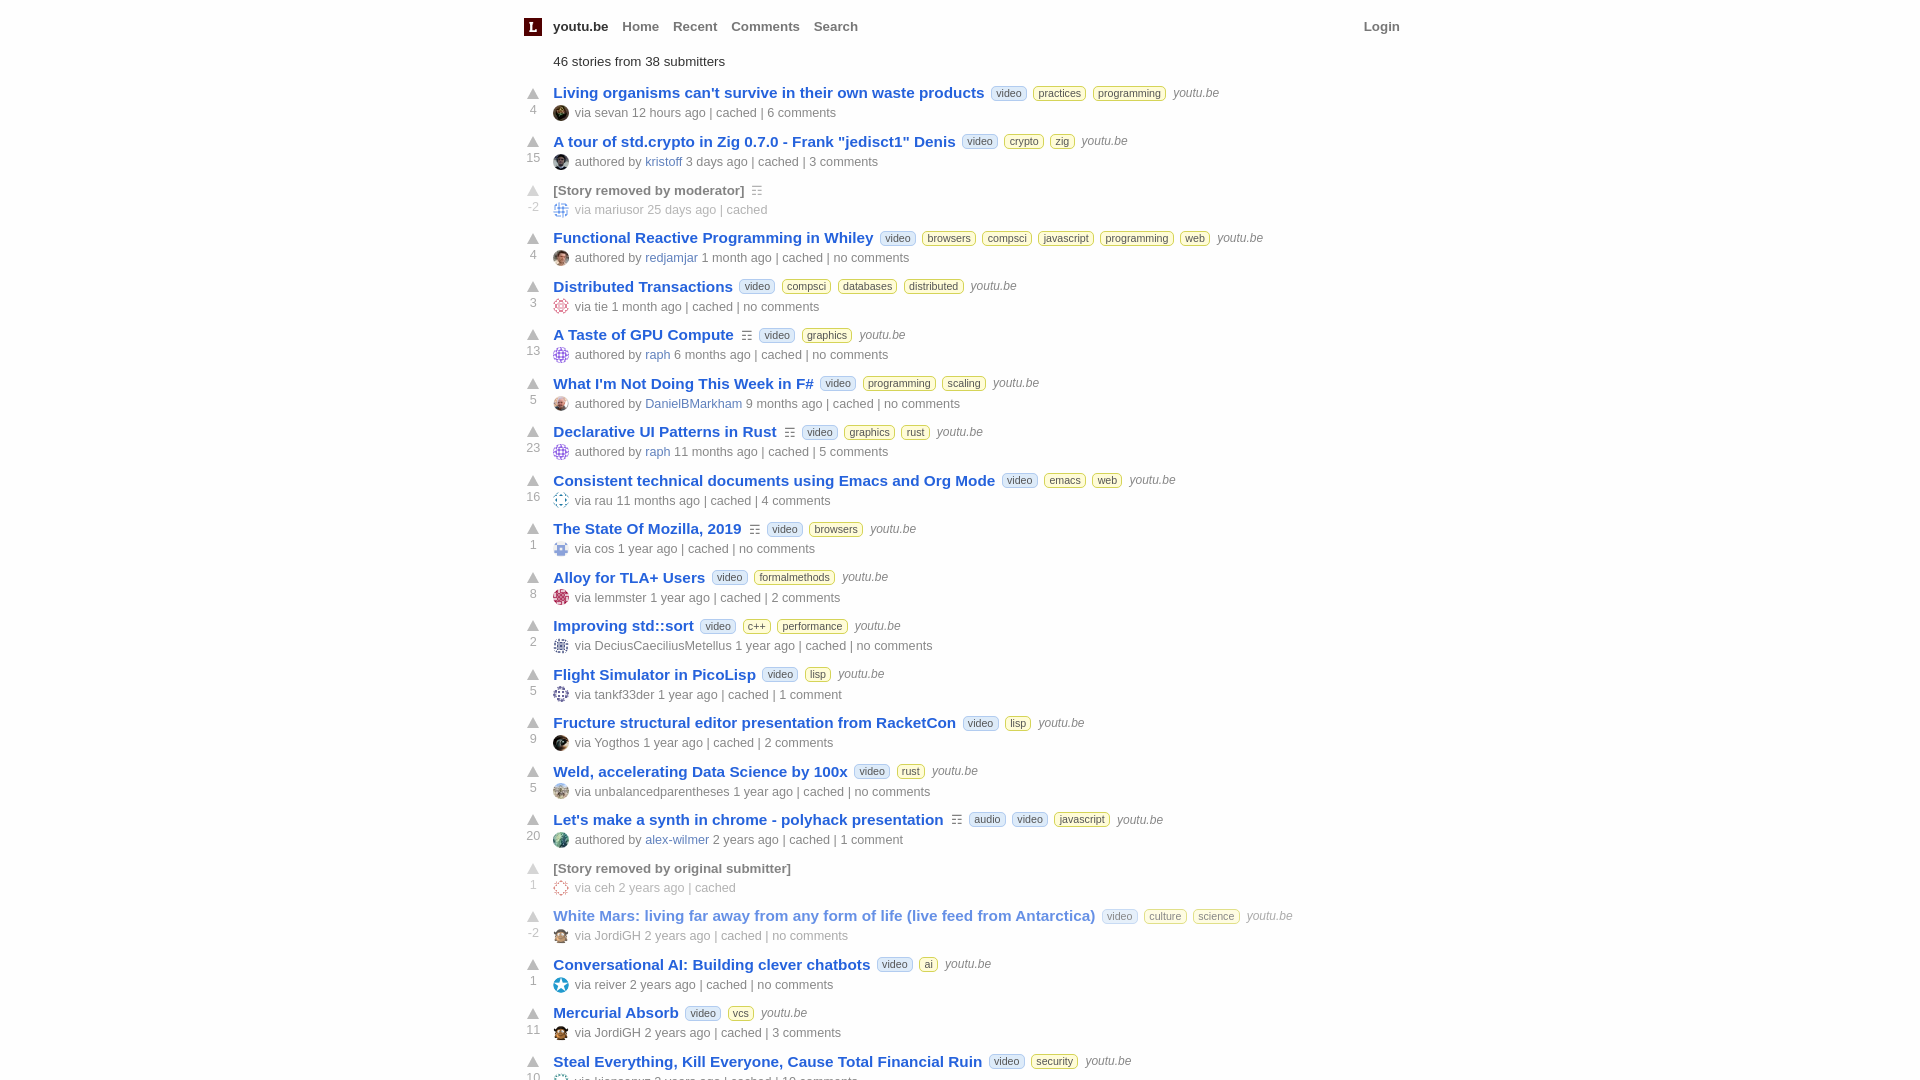 L youtu.be Home Recent Comments Search Login
46 stories from 38 submitters
Living organisms can't survive in their own waste products video practices programming youtu.be
4 via sevan 12 hours ago | cached | 6 comments
A tour of std.crypto in Zig 0.7.0 - Frank "jedisct1" Denis video crypto zig youtu.be
15 authored by kristoff 3 days ago | cached | 3 comments
[Story removed by moderator] ☶
-2 via mariusor 25 days ago | cached
Functional Reactive Programming in Whiley video browsers compsci javascript programming web youtu.be
4 authored by redjamjar 1 month ago | cached | no comments
Distributed Transactions video compsci databases distributed youtu.be
3 via tie 1 month ago | cached | no comments
A Taste of GPU Compute ☶ video graphics youtu.be
13 authored by raph 6 months ago | cached | no comments
What I'm Not Doing This Week in F# video programming scaling youtu.be
5 authored by DanielBMarkham 9 months ago | cached | no comments
Declarative UI Patterns in Rust ☶ video graphics rust youtu.be
23 authored by raph 11 months ago | cached | 5 comments
Consistent technical documents using Emacs and Org Mode video emacs web youtu.be
16 via rau 11 months ago | cached | 4 comments
The State Of Mozilla, 2019 ☶ video browsers youtu.be
1 via cos 1 year ago | cached | no comments
Alloy for TLA+ Users video formalmethods youtu.be
8 via lemmster 1 year ago | cached | 2 comments
Improving std::sort video c++ performance youtu.be
2 via DeciusCaeciliusMetellus 1 year ago | cached | no comments
Flight Simulator in PicoLisp video lisp youtu.be
5 via tankf33der 1 year ago | cached | 1 comment
Fructure structural editor presentation from RacketCon video lisp youtu.be
9 via Yogthos 1 year ago | cached | 2 comments
Weld, accelerating Data Science by 100x video rust youtu.be
5 via unbalancedparentheses 1 year ago | cached | no comments
Let's make a synth in chrome - polyhack presentation ☶ audio video javascript youtu.be
20 authored by alex-wilmer 2 years ago | cached | 1 comment
[Story removed by original submitter]
1 via ceh 2 years ago | cached
White Mars: living far away from any form of life (live feed from Antarctica) video culture science youtu.be
-2 via JordiGH 2 years ago | cached | no comments
Conversational AI: Building clever chatbots video ai youtu.be
1 via reiver 2 years ago | cached | no comments
Mercurial Absorb video vcs youtu.be
11 via JordiGH 2 years ago | cached | 3 comments
Steal Everything, Kill Everyone, Cause Total Financial Ruin video security youtu.be
10